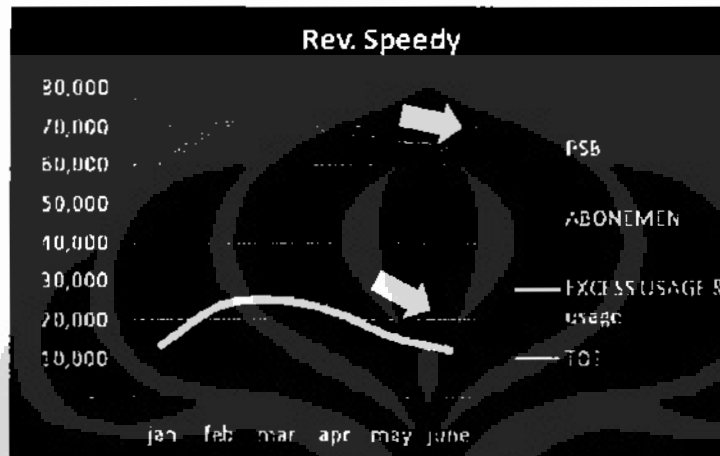 Rev. Speedy
80,000
70,000
60,000
50,000
40,000
30,000
20,000
10,000
-
jan feb mar apr may june
PSB
ABONEMEN
EXCESS USAGE &
usage
TOT